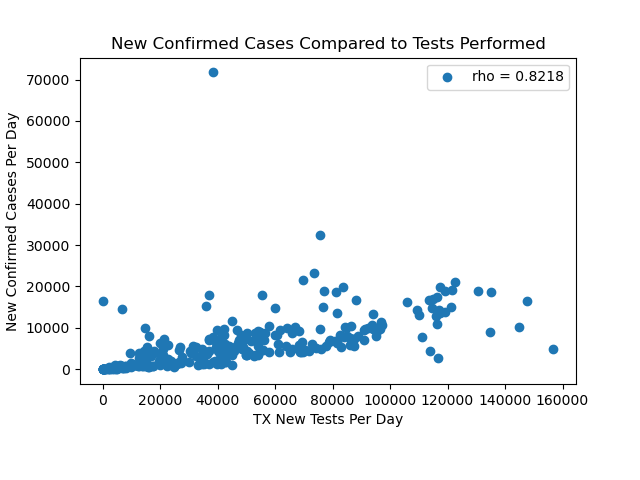 New Confirmed Cases Compared to Tests Performed
rho = 0.8218
70000
60000
50000
40000
30000
20000
10000
0
New Confirmed Caeses Per Day
0 20000 40000 60000 80000 100000 120000 140000 160000
TX New Tests Per Day